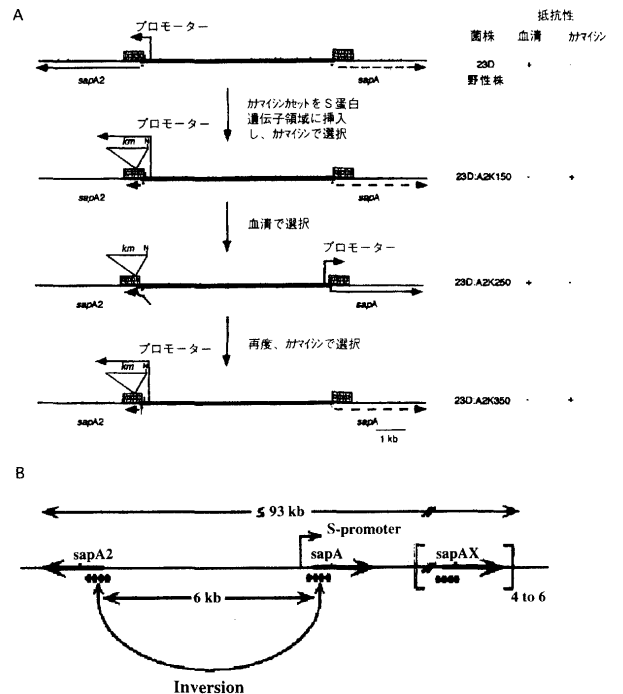 A
抵抗性
菌株 血清 ｶﾅﾏｲｼﾝ
プロモーター
sapA2 sapA
23D + -
野性株
ｶﾅﾏｲｼﾝｶｾｯﾄをＳ蛋白
遺伝子領域に挿入
し、ｶﾅﾏｲｼﾝで選択
プロモーター
km N
sapA2 sapA
23D:A2K150 - +
血清で選択
プロモーター
km N
sapA2 sapA
23D:A2K250 + -
再度、ｶﾅﾏｲｼﾝで選択
プロモーター
km N
sapA2 sapA
23D:A2K350 - +
1 kb
B
≦ 93 kb
S-promoter
sapA2 sapA sapAX
6 kb
4 to 6
Inversion